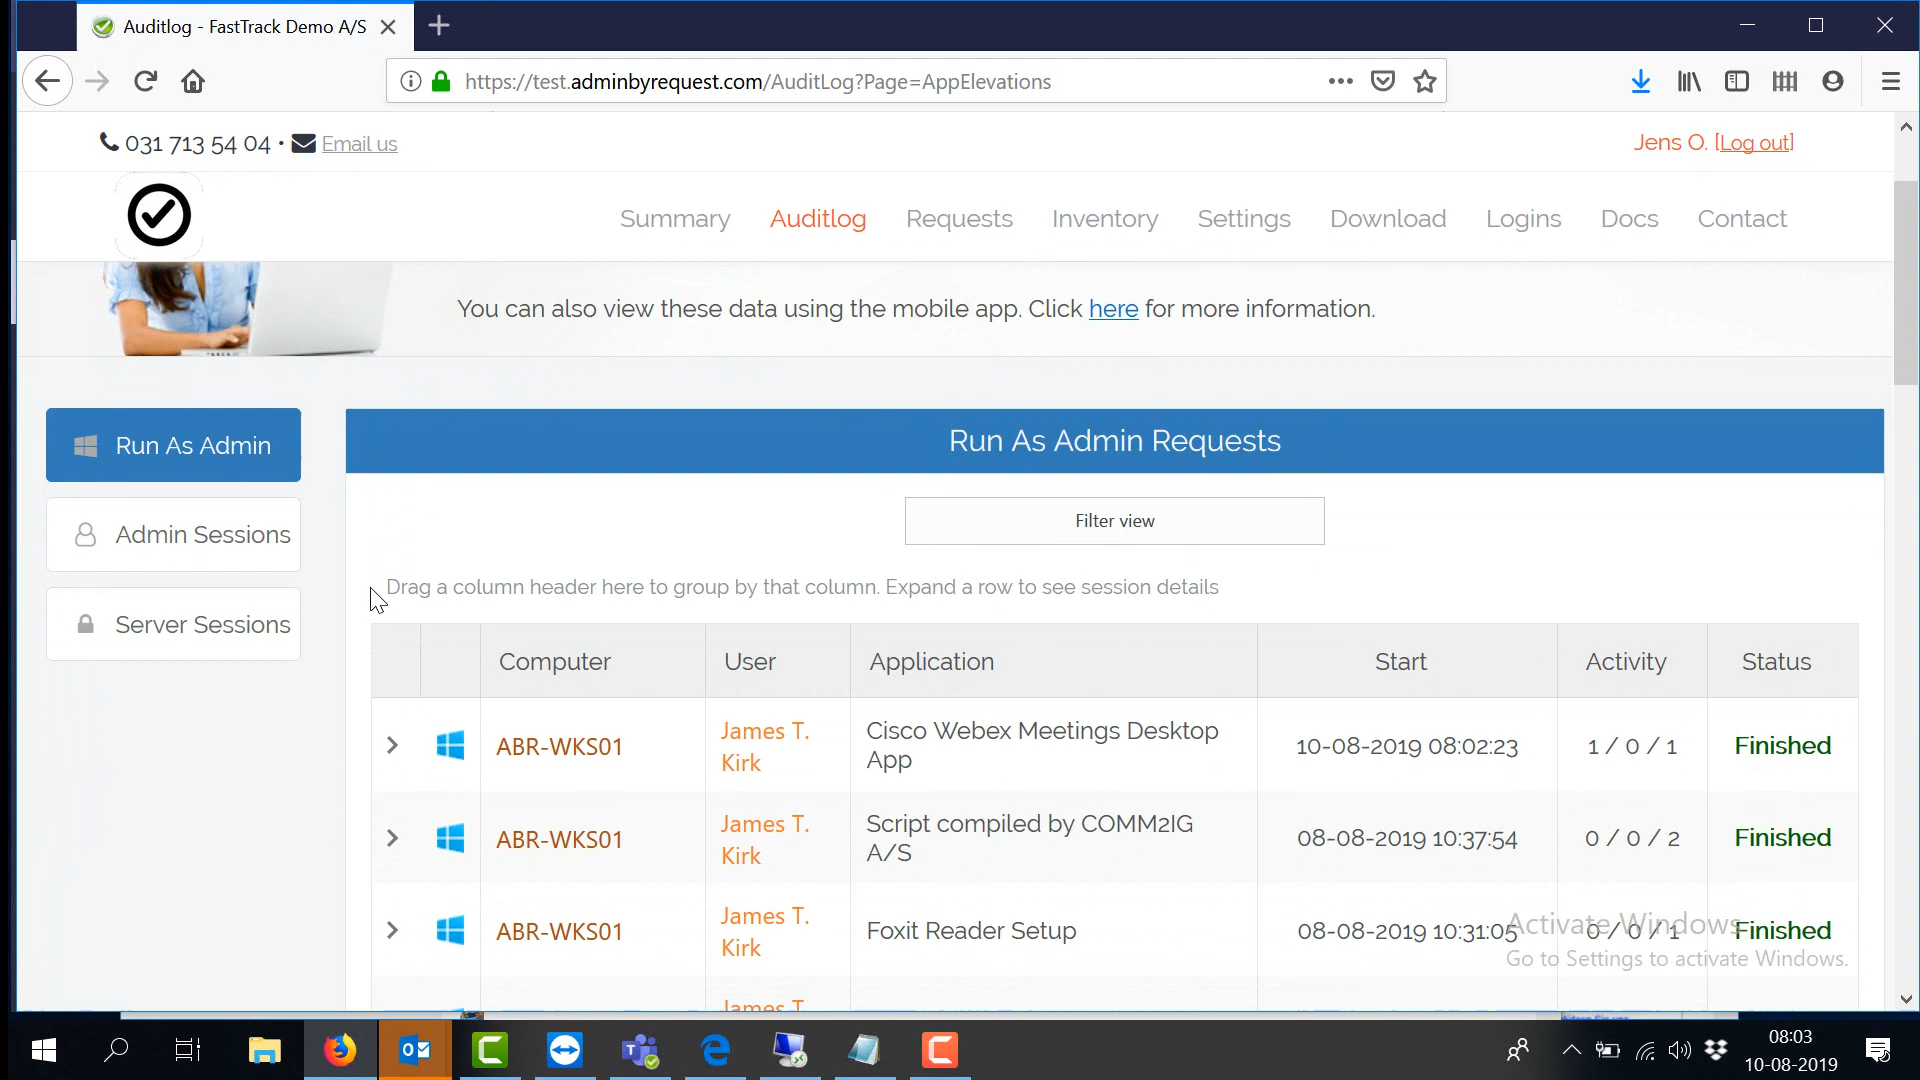 Auditlog - FastTrack Demo A/S
https://test.adminbyrequest.com/AuditLog?Page=AppElevations
031 713 54 04 • Email us
Jens O. [Log out]
Summary Auditlog Requests Inventory Settings Download Logins Docs Contact
You can also view these data using the mobile app. Click here for more information.
Run As Admin
Admin Sessions
Server Sessions
Run As Admin Requests
Filter view
Drag a column header here to group by that column. Expand a row to see session details
Computer User Application Start Activity Status
ABR-WKS01 James T. Kirk Cisco Webex Meetings Desktop App 10-08-2019 08:02:23 1 / 0 / 1 Finished
ABR-WKS01 James T. Kirk Script compiled by COMM2IG A/S 08-08-2019 10:37:54 0 / 0 / 2 Finished
ABR-WKS01 James T. Kirk Foxit Reader Setup 08-08-2019 10:31:05 0 / 0 / 1 Finished
James T.
Activate Windows
Go to Settings to activate Windows.
08:03
10-08-2019